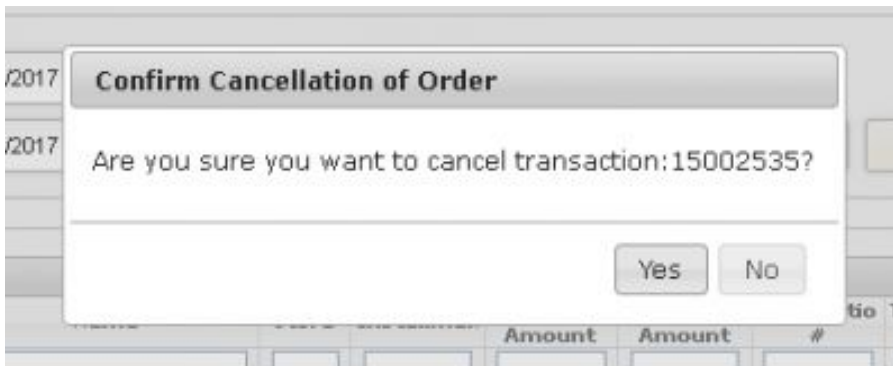 /2017
Confirm Cancellation of Order
/2017
Are you sure you want to cancel transaction:15002535?
Yes No
Amount Amount #